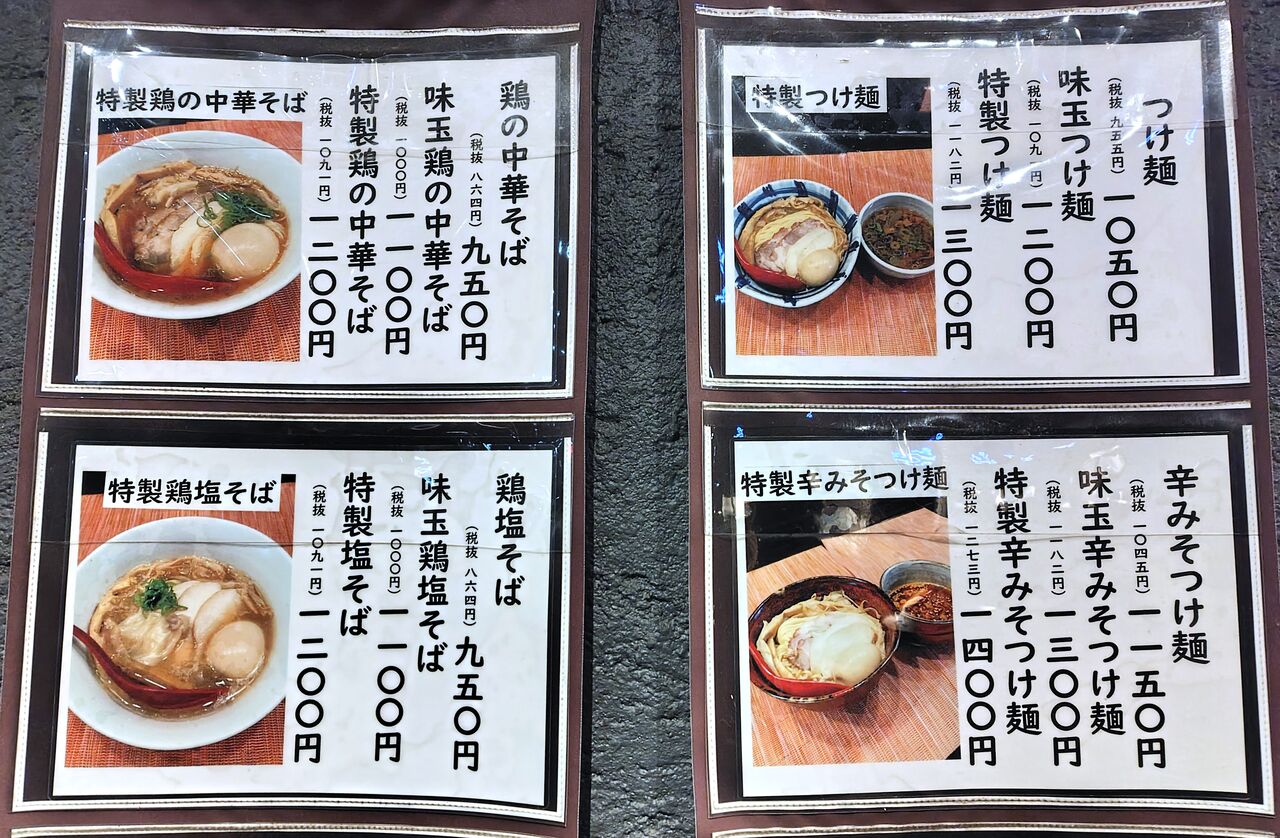 特製鶏の中華そば
鶏の中華そば
(税抜 八六四円) 九五〇円
味玉鶏の中華そば
(税抜 一〇〇〇円) 一一〇〇円
特製鶏の中華そば
(税抜 一〇九一円) 一二〇〇円
特製つけ麺
つけ麺
(税抜 九五五円) 一〇五〇円
味玉つけ麺
(税抜 一〇九一円) 一二〇〇円
特製つけ麺
(税抜 一一八二円) 一三〇〇円
特製鶏塩そば
鶏塩そば
(税抜 八六四円) 九五〇円
味玉鶏塩そば
(税抜 一〇〇〇円) 一一〇〇円
特製塩そば
(税抜 一〇九一円) 一二〇〇円
特製辛みそつけ麺
辛みそつけ麺
(税抜 一〇四五円) 一一五〇円
味玉辛みそつけ麺
(税抜 一一八二円) 一三〇〇円
特製辛みそつけ麺
(税抜 一二七三円) 一四〇〇円